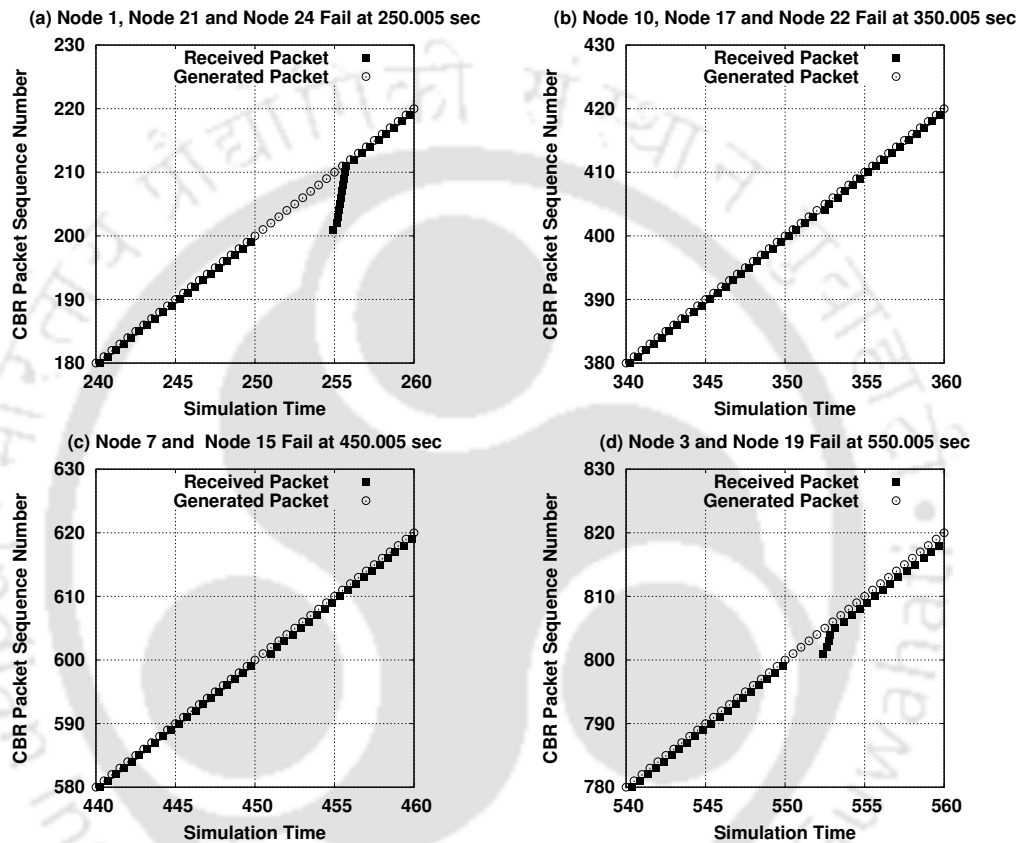 (a) Node 1, Node 21 and Node 24 Fail at 250.005 sec
230
220
210
200
190
180
240
245
250
255
260
CBR Packet Sequence Number
Simulation Time
Received Packet
Generated Packet
(b) Node 10, Node 17 and Node 22 Fail at 350.005 sec
430
420
410
400
390
380
340
345
350
355
360
CBR Packet Sequence Number
Simulation Time
Received Packet
Generated Packet
(c) Node 7 and Node 15 Fail at 450.005 sec
630
620
610
600
590
580
440
445
450
455
460
CBR Packet Sequence Number
Simulation Time
Received Packet
Generated Packet
(d) Node 3 and Node 19 Fail at 550.005 sec
830
820
810
800
790
780
540
545
550
555
560
CBR Packet Sequence Number
Simulation Time
Received Packet
Generated Packet